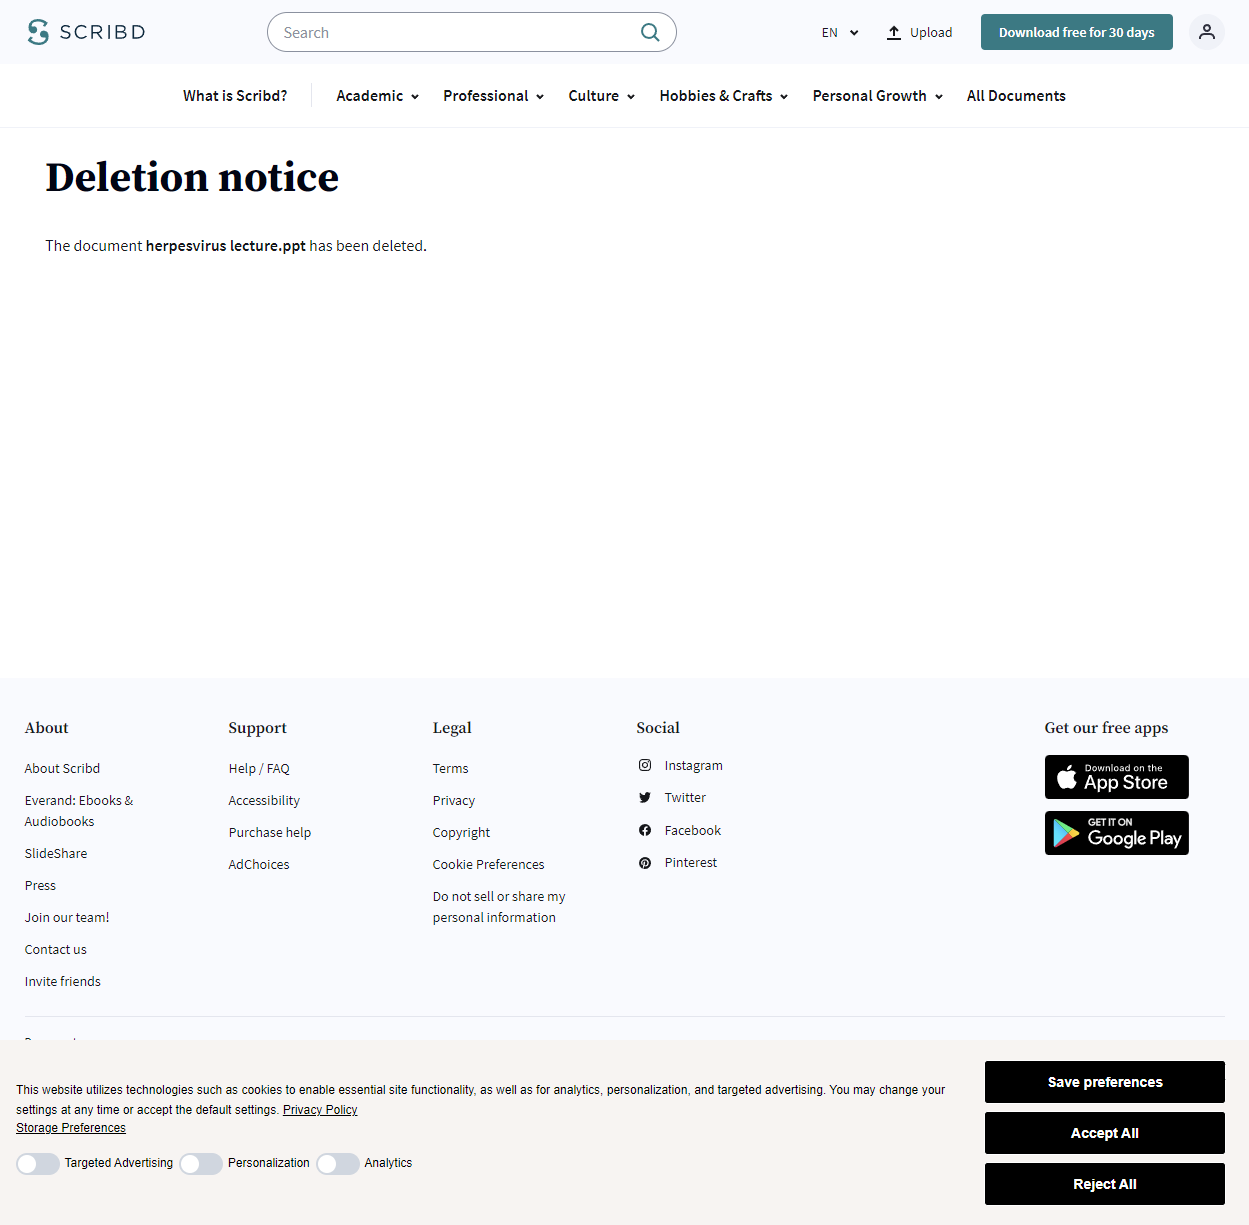 SCRIBD
Search
EN
Upload
Download free for 30 days
What is Scribd?
Academic
Professional
Culture
Hobbies & Crafts
Personal Growth
All Documents
Deletion notice
The document herpesvirus lecture.ppt has been deleted.
About
About Scribd
Everand: Ebooks &
Audiobooks
SlideShare
Press
Join our team!
Contact us
Invite friends
Support
Help / FAQ
Accessibility
Purchase help
AdChoices
Legal
Terms
Privacy
Copyright
Cookie Preferences
Do not sell or share my
personal information
Social
Instagram
Twitter
Facebook
Pinterest
Get our free apps
Download on the
App Store
GET IT ON
Google Play
This website utilizes technologies such as cookies to enable essential site functionality, as well as for analytics, personalization, and targeted advertising. You may change your
settings at any time or accept the default settings. Privacy Policy
Storage Preferences
Targeted Advertising
Personalization
Analytics
Save preferences
Accept All
Reject All